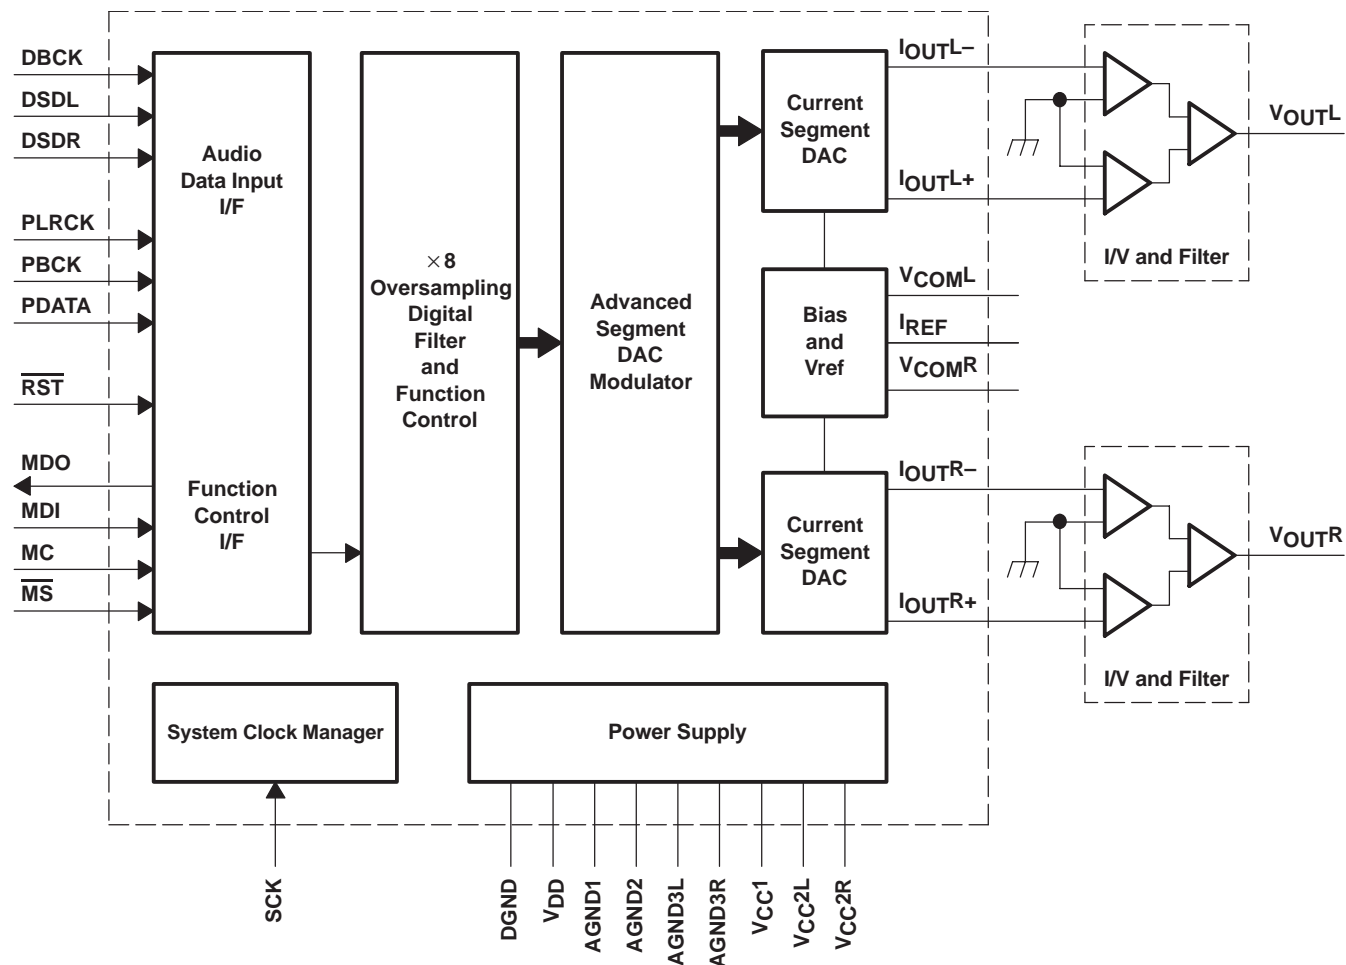 DBCK
DSDL
DSDR
PLRCK
PBCK
PDATA
RST
MDO
MDI
MC
MS
Audio
Data Input
I/F
Function
Control
I/F
×8
Oversampling
Digital
Filter
and
Function
Control
Advanced
Segment
DAC
Modulator
Current
Segment
DAC
Bias
and
Vref
Current
Segment
DAC
IOUTL–
IOUTL+
VCOML
IREF
VCOMR
IOUTR–
IOUTR+
VOUTL
I/V and Filter
VOUTR
I/V and Filter
System Clock Manager
Power Supply
SCK
DGND
VDD
AGND1
AGND2
AGND3L
AGND3R
VCC1
VCC2L
VCC2R